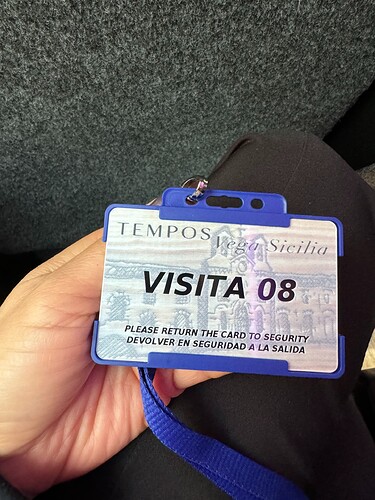 TEMPOS Vega Sicilia
VISITA 08
PLEASE RETURN THE CARD TO SECURITY
DEVOLVER EN SEGURIDAD A LA SALIDA